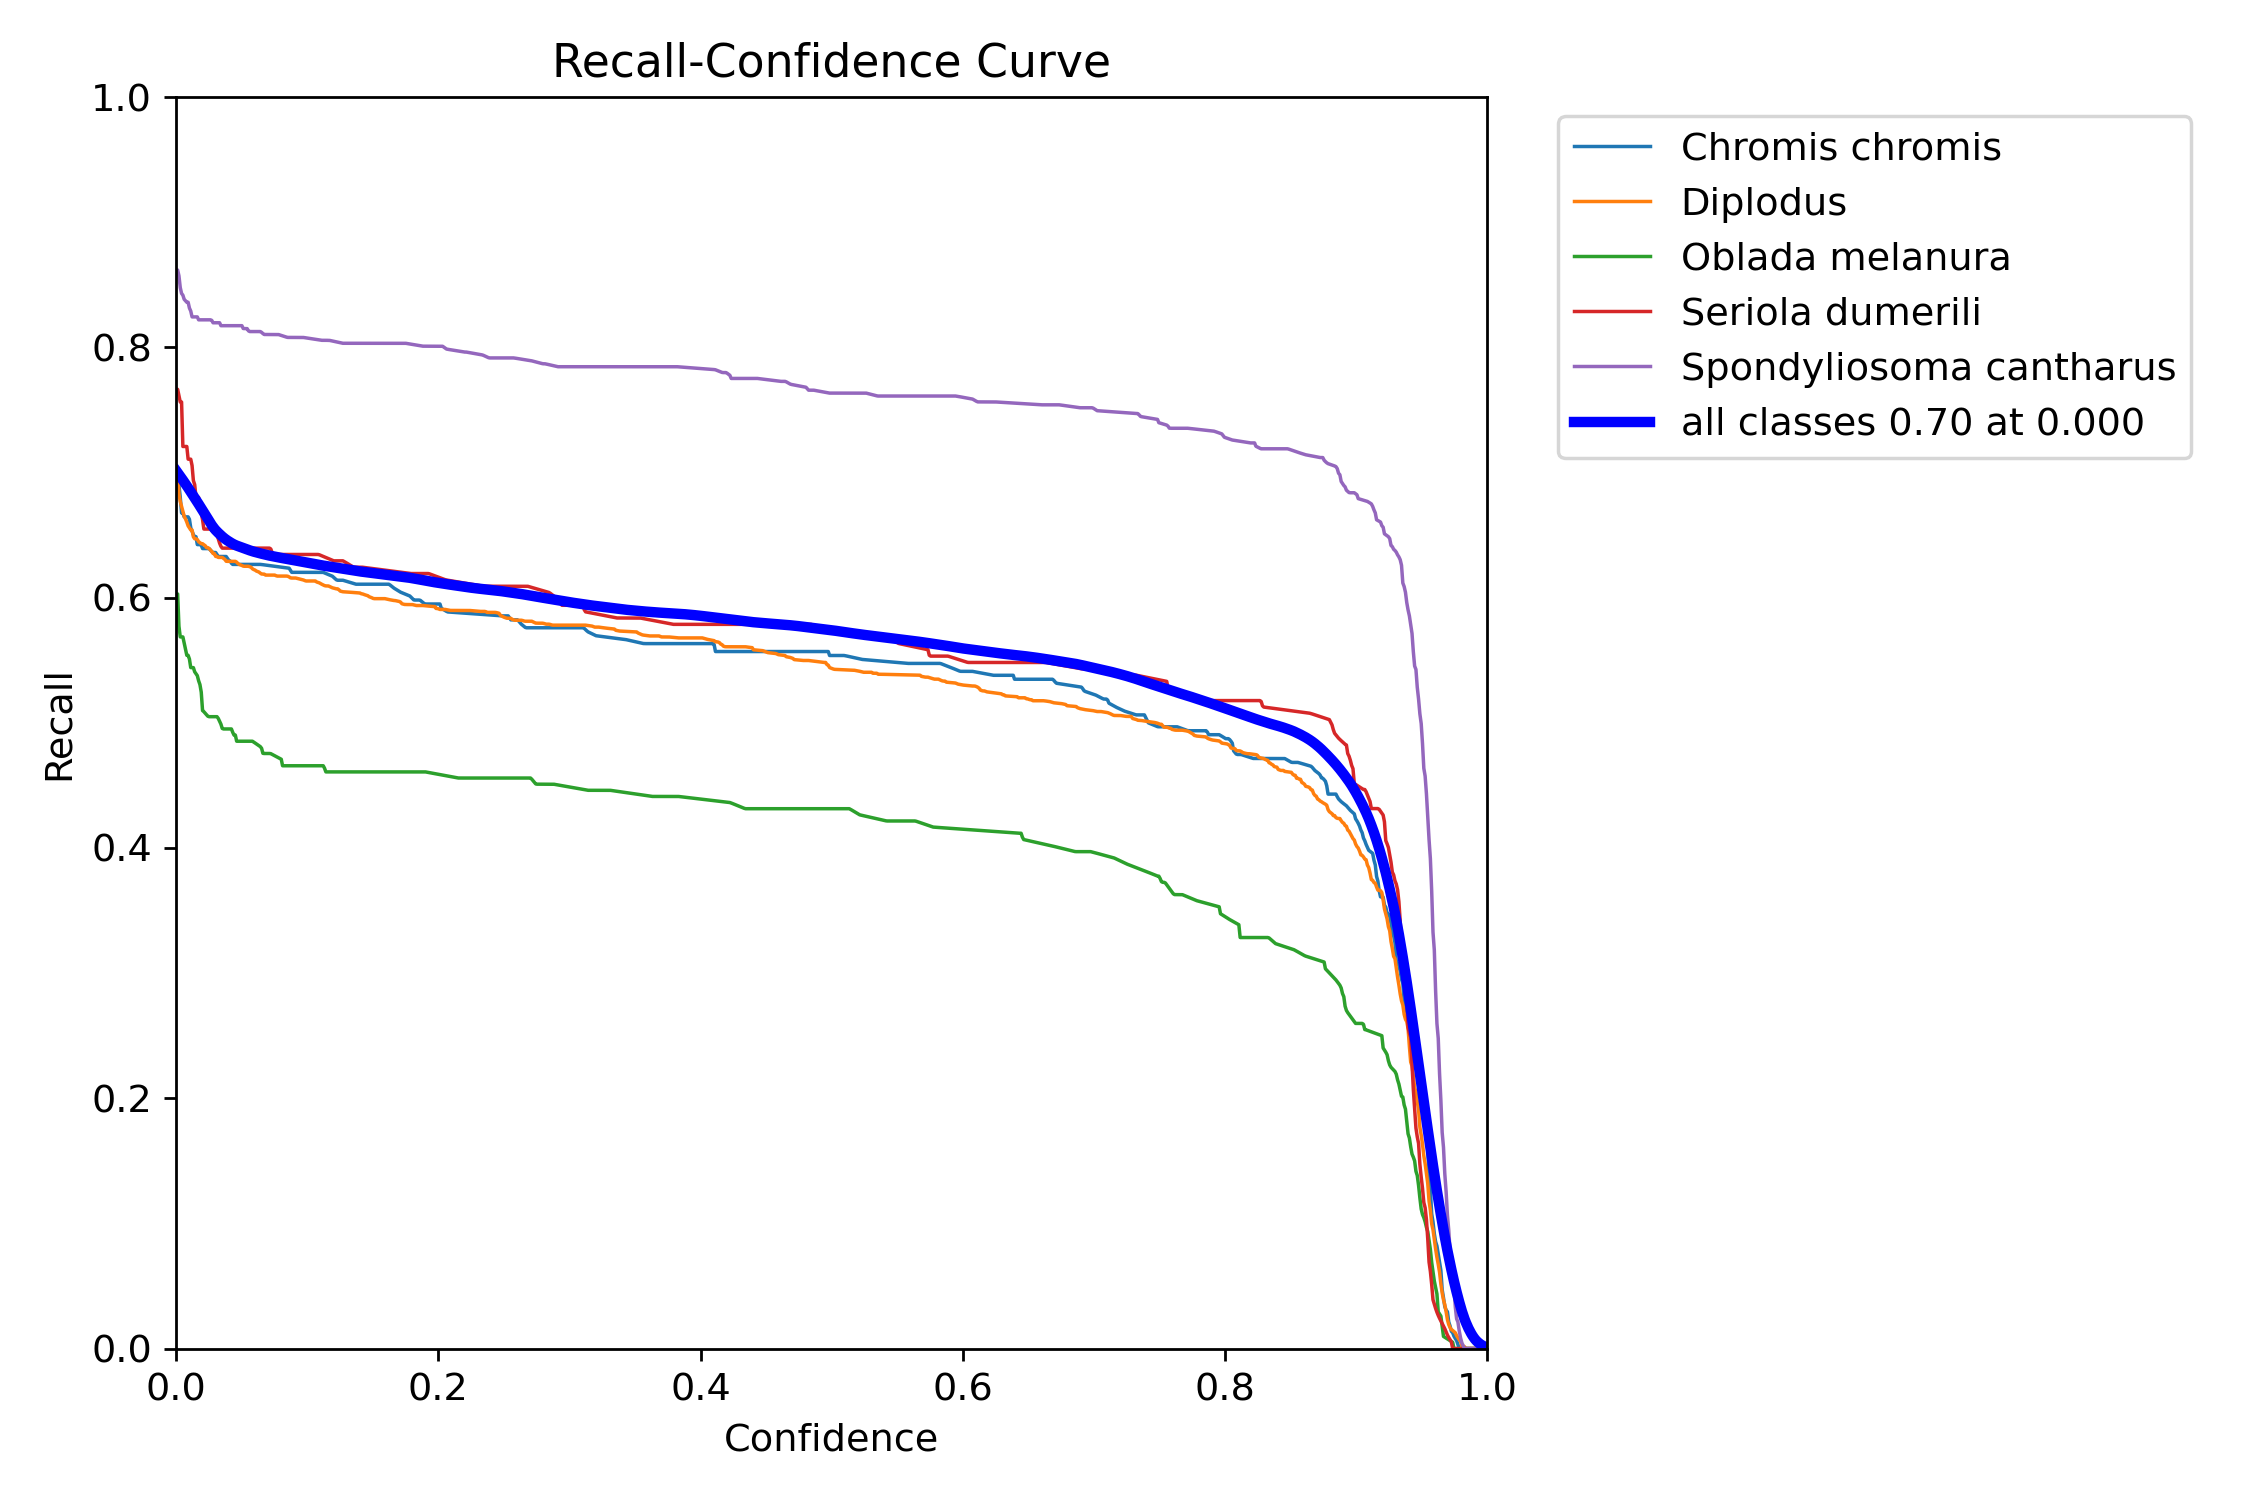 Recall-Confidence Curve
1.0
0.8
0.6
0.4
0.2
0.0
Recall
0.0 0.2 0.4 0.6 0.8 1.0
Confidence
Chromis chromis
Diplodus
Oblada melanura
Seriola dumerili
Spondyliosoma cantharus
all classes 0.70 at 0.000